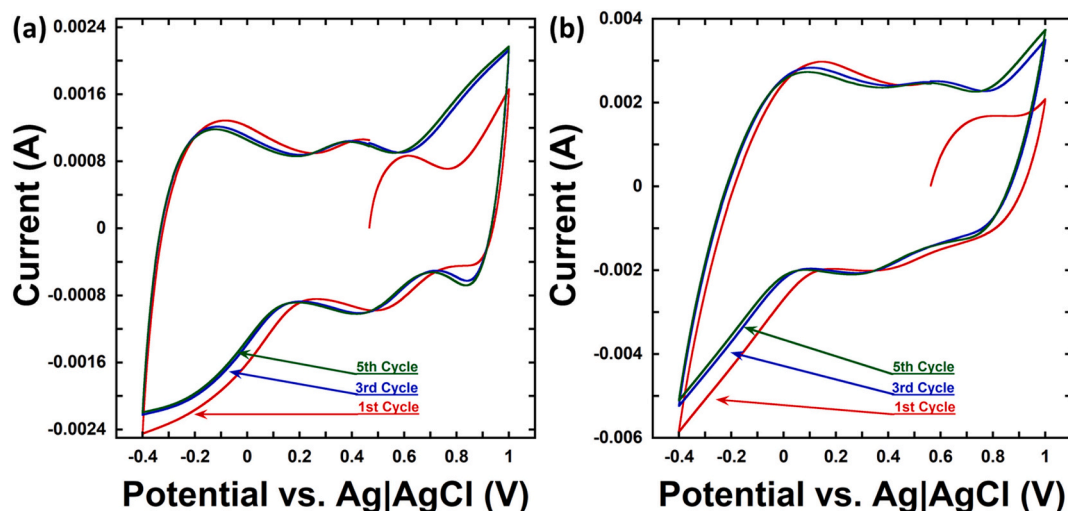 (a)
0.0024
0.0016
0.0008
0
-0.0008
-0.0016
-0.0024
Current (A)
5th Cycle
3rd Cycle
1st Cycle
-0.4 -0.2 0 0.2 0.4 0.6 0.8 1
Potential vs. Ag|AgCl (V)
(b)
0.004
0.002
0
-0.002
-0.004
-0.006
Current (A)
5th Cycle
3rd Cycle
1st Cycle
-0.4 -0.2 0 0.2 0.4 0.6 0.8 1
Potential vs. Ag|AgCl (V)